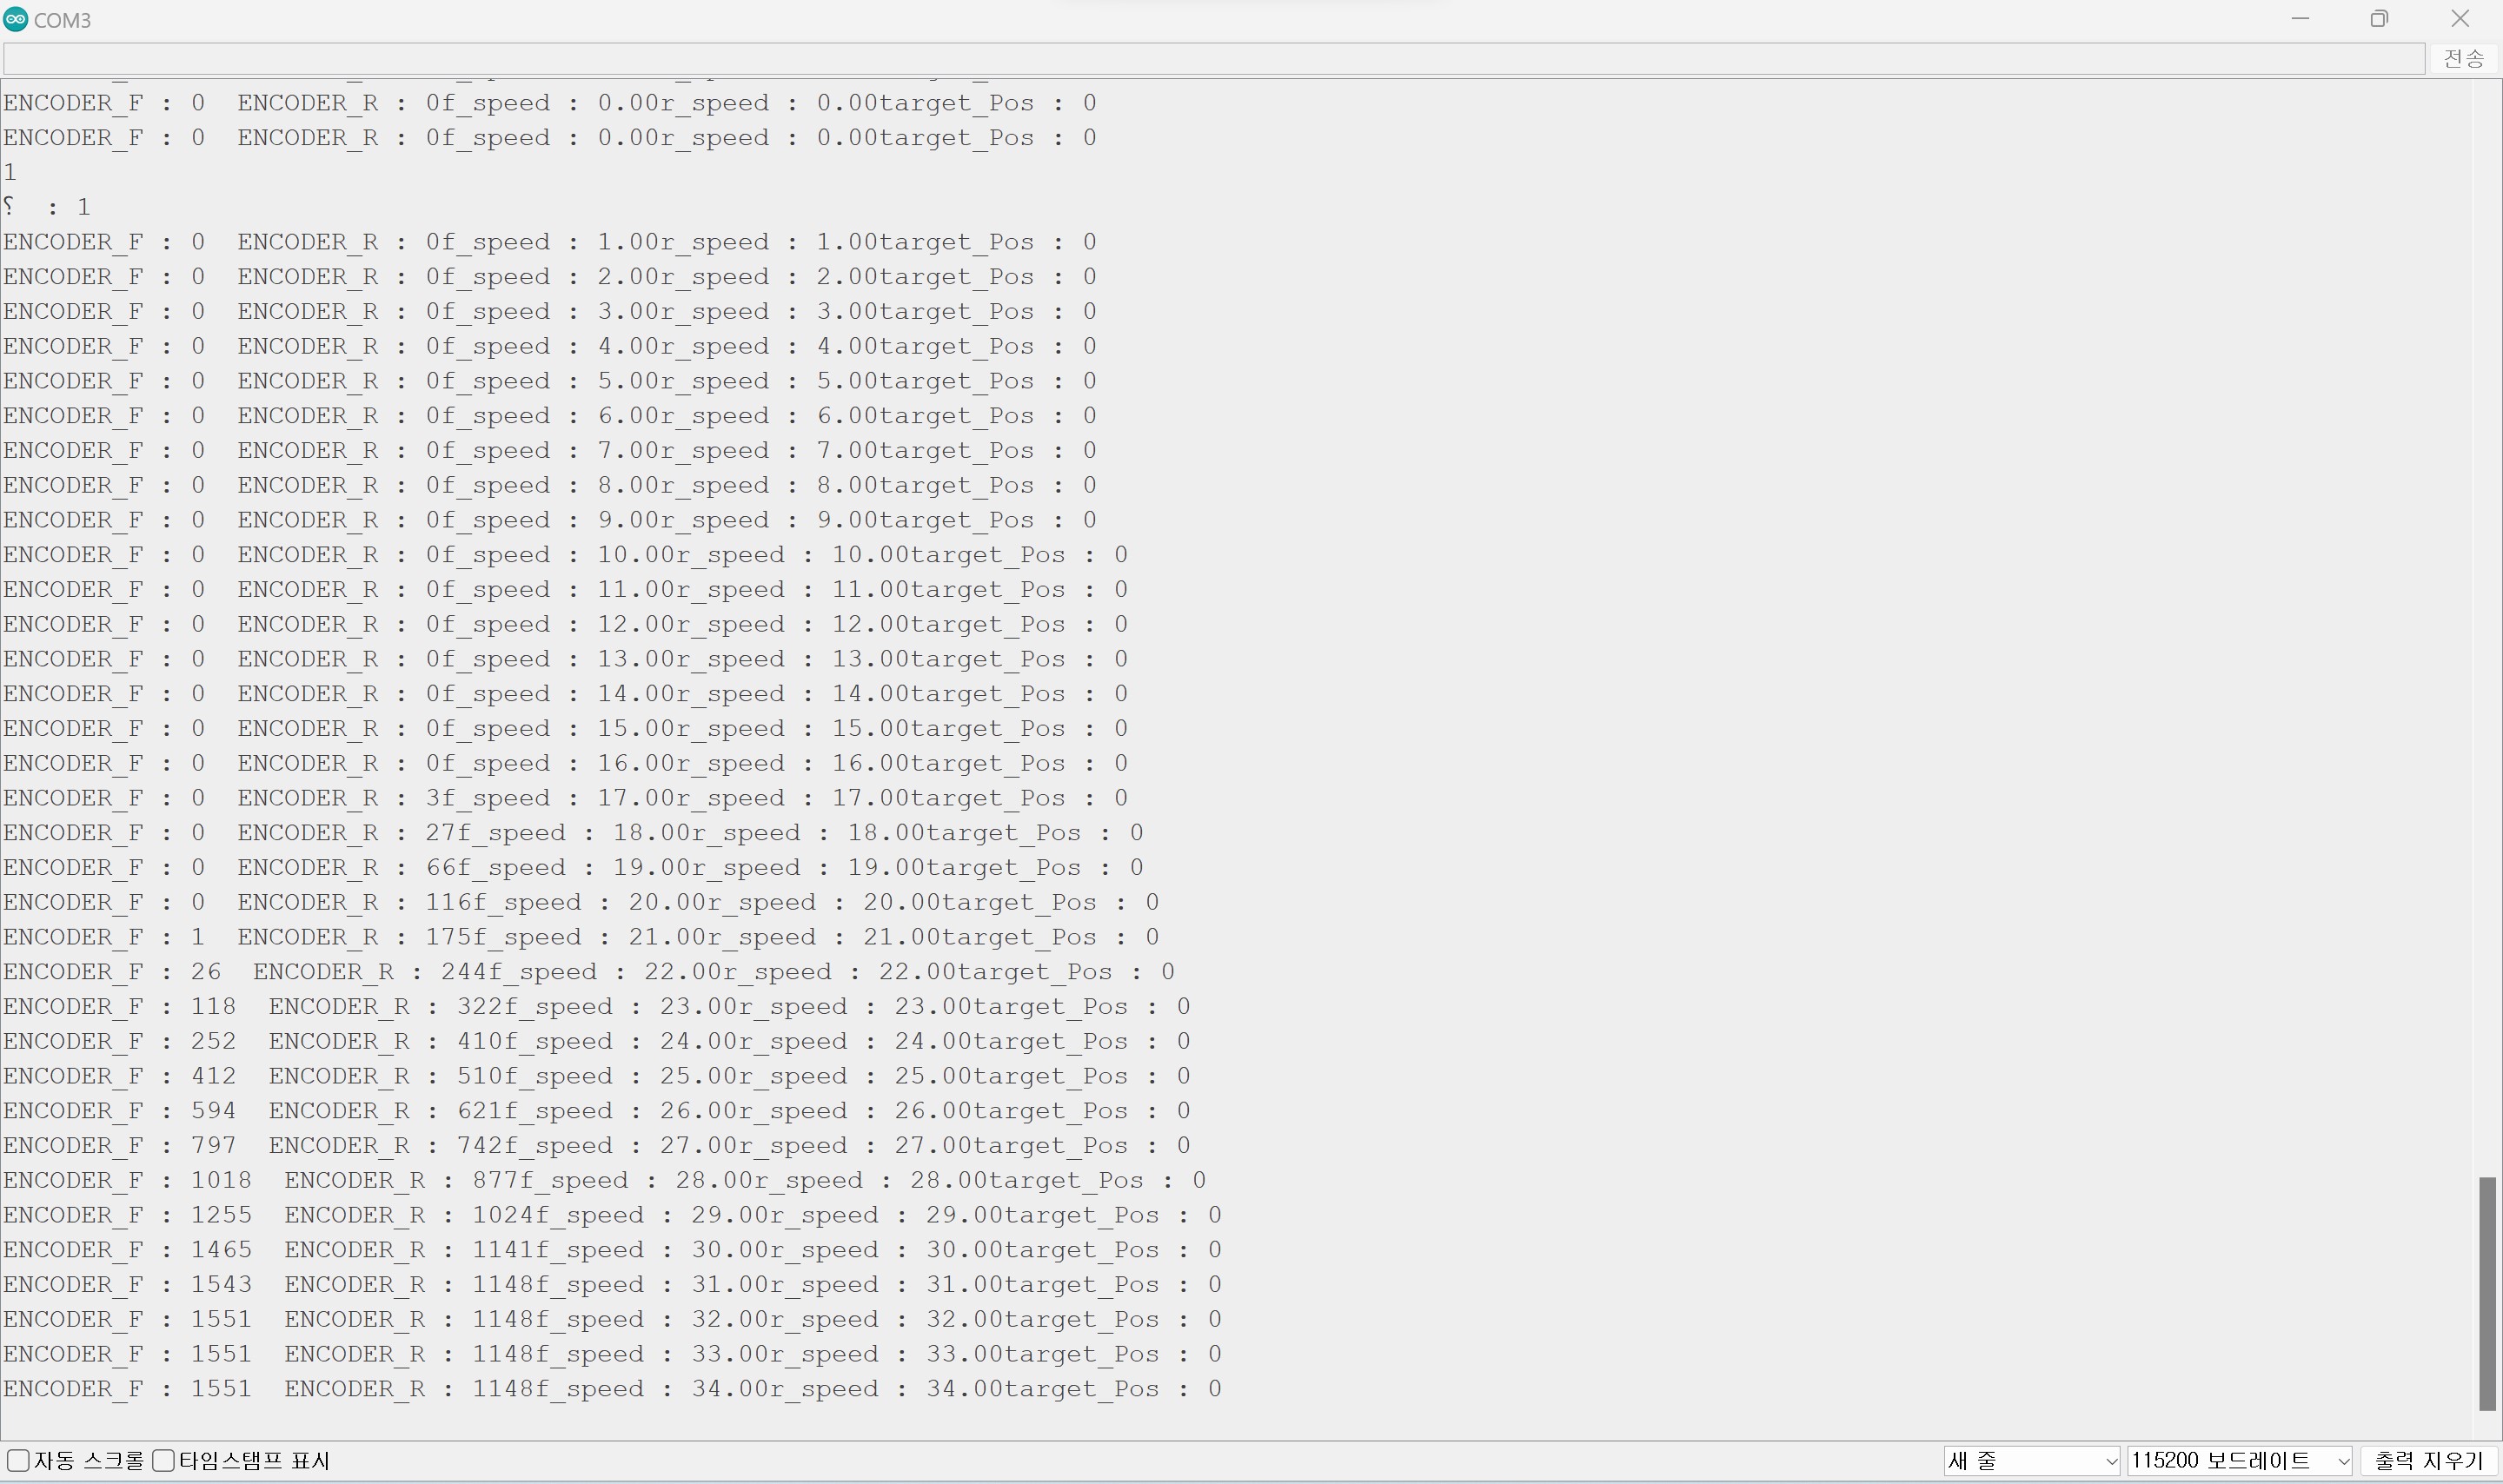 COM3
전송
ENCODER_F : 0  ENCODER_R : 0f_speed : 0.00r_speed : 0.00target_Pos : 0
ENCODER_F : 0  ENCODER_R : 0f_speed : 0.00r_speed : 0.00target_Pos : 0
1
⸮  : 1
ENCODER_F : 0  ENCODER_R : 0f_speed : 1.00r_speed : 1.00target_Pos : 0
ENCODER_F : 0  ENCODER_R : 0f_speed : 2.00r_speed : 2.00target_Pos : 0
ENCODER_F : 0  ENCODER_R : 0f_speed : 3.00r_speed : 3.00target_Pos : 0
ENCODER_F : 0  ENCODER_R : 0f_speed : 4.00r_speed : 4.00target_Pos : 0
ENCODER_F : 0  ENCODER_R : 0f_speed : 5.00r_speed : 5.00target_Pos : 0
ENCODER_F : 0  ENCODER_R : 0f_speed : 6.00r_speed : 6.00target_Pos : 0
ENCODER_F : 0  ENCODER_R : 0f_speed : 7.00r_speed : 7.00target_Pos : 0
ENCODER_F : 0  ENCODER_R : 0f_speed : 8.00r_speed : 8.00target_Pos : 0
ENCODER_F : 0  ENCODER_R : 0f_speed : 9.00r_speed : 9.00target_Pos : 0
ENCODER_F : 0  ENCODER_R : 0f_speed : 10.00r_speed : 10.00target_Pos : 0
ENCODER_F : 0  ENCODER_R : 0f_speed : 11.00r_speed : 11.00target_Pos : 0
ENCODER_F : 0  ENCODER_R : 0f_speed : 12.00r_speed : 12.00target_Pos : 0
ENCODER_F : 0  ENCODER_R : 0f_speed : 13.00r_speed : 13.00target_Pos : 0
ENCODER_F : 0  ENCODER_R : 0f_speed : 14.00r_speed : 14.00target_Pos : 0
ENCODER_F : 0  ENCODER_R : 0f_speed : 15.00r_speed : 15.00target_Pos : 0
ENCODER_F : 0  ENCODER_R : 0f_speed : 16.00r_speed : 16.00target_Pos : 0
ENCODER_F : 0  ENCODER_R : 3f_speed : 17.00r_speed : 17.00target_Pos : 0
ENCODER_F : 0  ENCODER_R : 27f_speed : 18.00r_speed : 18.00target_Pos : 0
ENCODER_F : 0  ENCODER_R : 66f_speed : 19.00r_speed : 19.00target_Pos : 0
ENCODER_F : 0  ENCODER_R : 116f_speed : 20.00r_speed : 20.00target_Pos : 0
ENCODER_F : 1  ENCODER_R : 175f_speed : 21.00r_speed : 21.00target_Pos : 0
ENCODER_F : 26  ENCODER_R : 244f_speed : 22.00r_speed : 22.00target_Pos : 0
ENCODER_F : 118  ENCODER_R : 322f_speed : 23.00r_speed : 23.00target_Pos : 0
ENCODER_F : 252  ENCODER_R : 410f_speed : 24.00r_speed : 24.00target_Pos : 0
ENCODER_F : 412  ENCODER_R : 510f_speed : 25.00r_speed : 25.00target_Pos : 0
ENCODER_F : 594  ENCODER_R : 621f_speed : 26.00r_speed : 26.00target_Pos : 0
ENCODER_F : 797  ENCODER_R : 742f_speed : 27.00r_speed : 27.00target_Pos : 0
ENCODER_F : 1018  ENCODER_R : 877f_speed : 28.00r_speed : 28.00target_Pos : 0
ENCODER_F : 1255  ENCODER_R : 1024f_speed : 29.00r_speed : 29.00target_Pos : 0
ENCODER_F : 1465  ENCODER_R : 1141f_speed : 30.00r_speed : 30.00target_Pos : 0
ENCODER_F : 1543  ENCODER_R : 1148f_speed : 31.00r_speed : 31.00target_Pos : 0
ENCODER_F : 1551  ENCODER_R : 1148f_speed : 32.00r_speed : 32.00target_Pos : 0
ENCODER_F : 1551  ENCODER_R : 1148f_speed : 33.00r_speed : 33.00target_Pos : 0
ENCODER_F : 1551  ENCODER_R : 1148f_speed : 34.00r_speed : 34.00target_Pos : 0
자동 스크롤 타임스탬프 표시 새 줄 115200 보드레이트 출력 지우기